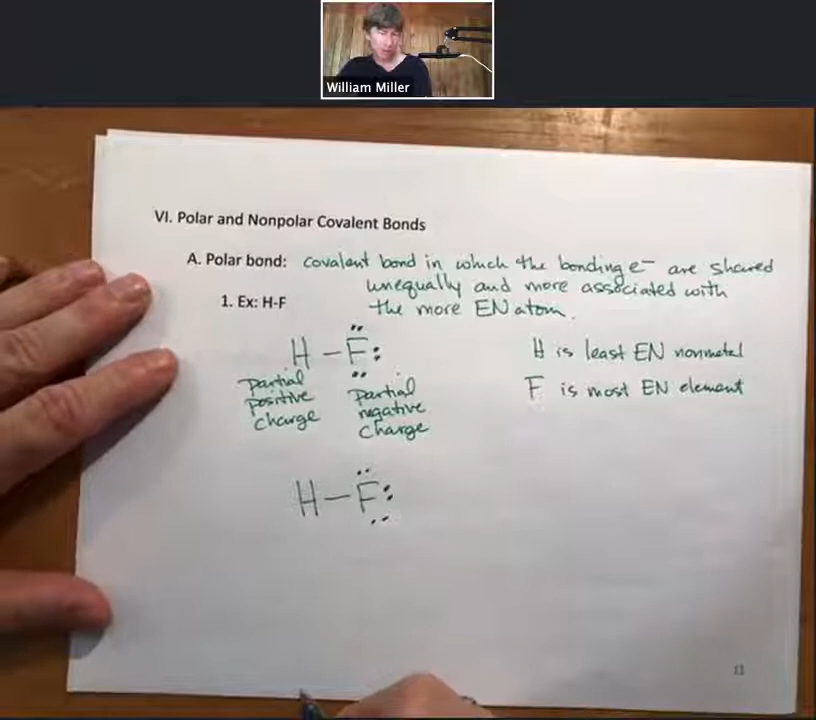 William Miller
VI. Polar and Nonpolar Covalent Bonds
A. Polar bond: covalent bond in which the bonding e⁻ are shared
unequally and more associated with
1. Ex: H-F
the more EN atom.
H – F
H is least EN nonmetal
Partial positive charge
Partial negative charge
F is most EN element
H – F
11